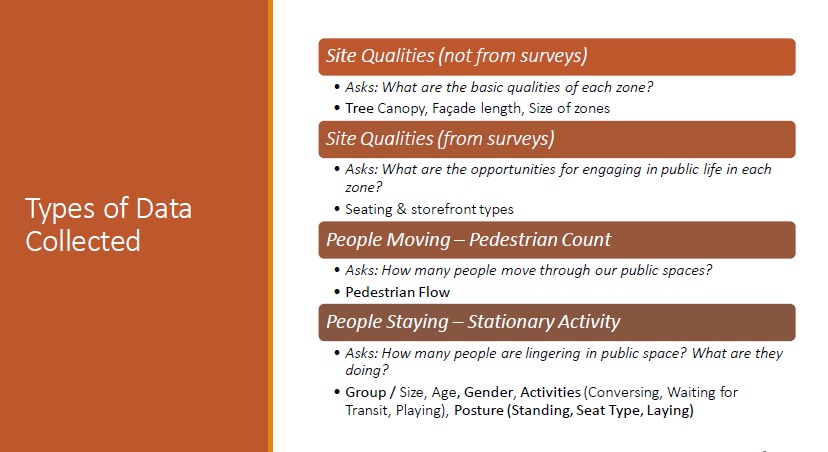 Types of Data
Collected
Site Qualities (not from surveys)
• Asks: What are the basic qualities of each zone?
• Tree Canopy, Façade length, Size of zones
Site Qualities (from surveys)
• Asks: What are the opportunities for engaging in public life in each
zone?
• Seating & storefront types
People Moving – Pedestrian Count
• Asks: How many people move through our public spaces?
• Pedestrian Flow
People Staying – Stationary Activity
• Asks: How many people are lingering in public space? What are they
doing?
• Group / Size, Age, Gender, Activities (Conversing, Waiting for
Transit, Playing), Posture (Standing, Seat Type, Laying)